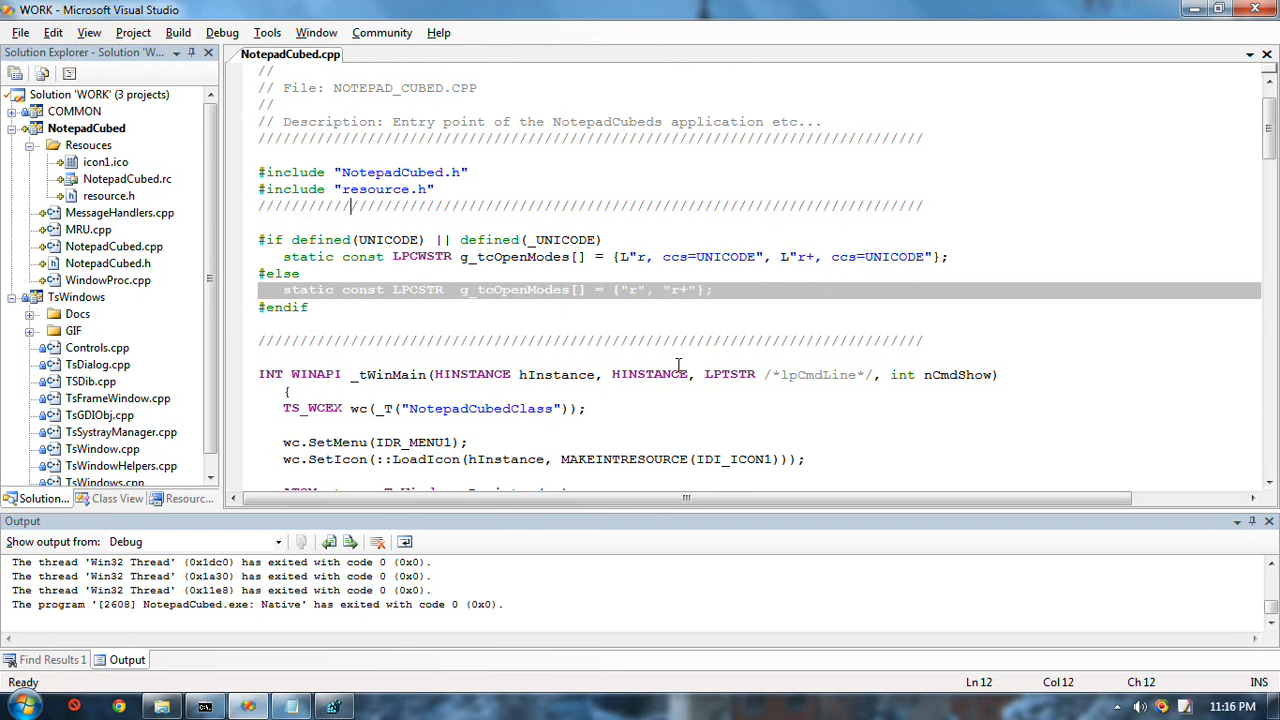 WORK - Microsoft Visual Studio
File Edit View Project Build Debug Tools Window Community Help
Solution Explorer - Solution 'W...
Solution 'WORK' (3 projects)
COMMON
NotepadCubed
Resouces
icon1.ico
NotepadCubed.rc
resource.h
MessageHandlers.cpp
MRU.cpp
NotepadCubed.cpp
NotepadCubed.h
WindowProc.cpp
TsWindows
Docs
GIF
Controls.cpp
TsDialog.cpp
TSDib.cpp
TsFrameWindow.cpp
TsGDIObj.cpp
TsSystrayManager.cpp
TsWindow.cpp
TsWindowHelpers.cpp
TsWindows.cpp
Solution... Class View Resourc...
NotepadCubed.cpp
//
// File: NOTEPAD_CUBED.CPP
//
// Description: Entry point of the NotepadCubeds application etc...
///////////////////////////////////////////////////////////////////////////////
#include "NotepadCubed.h"
#include "resource.h"
///////////////////////////////////////////////////////////////////////////////
#if defined(UNICODE) || defined(_UNICODE)
static const LPCWSTR g_tcOpenModes[] = {L"r, ccs=UNICODE", L"r+, ccs=UNICODE"};
#else
static const LPCSTR g_tcOpenModes[] = {"r", "r+"};
#endif
///////////////////////////////////////////////////////////////////////////////
INT WINAPI _tWinMain(HINSTANCE hInstance, HINSTANCE, LPTSTR /*lpCmdLine*/, int nCmdShow)
{
TS_WCEX wc(_T("NotepadCubedClass"));
wc.SetMenu(IDR_MENU1);
wc.SetIcon(::LoadIcon(hInstance, MAKEINTRESOURCE(IDI_ICON1)));
Output
Show output from: Debug
The thread 'Win32 Thread' (0x1dc0) has exited with code 0 (0x0).
The thread 'Win32 Thread' (0x1a30) has exited with code 0 (0x0).
The thread 'Win32 Thread' (0x11e8) has exited with code 0 (0x0).
The program '[2608] NotepadCubed.exe: Native' has exited with code 0 (0x0).
Find Results 1 Output
Ready Ln 12 Col 12 Ch 12 INS
11:16 PM